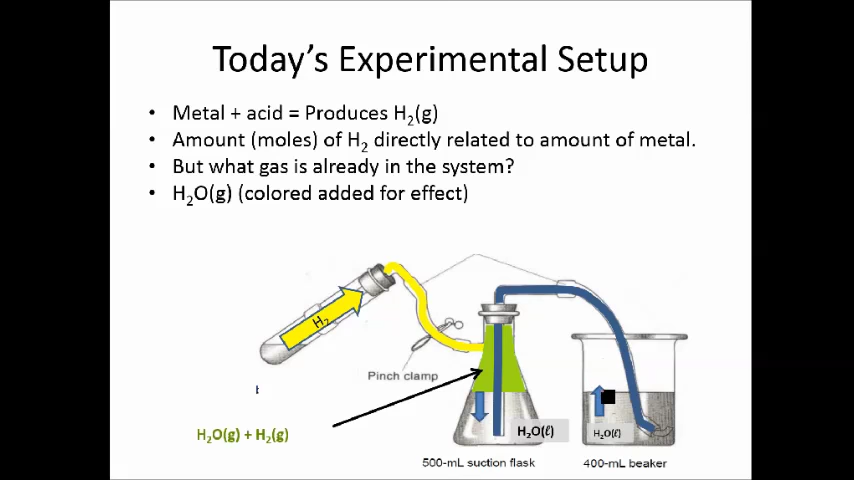 Today's Experimental Setup
• Metal + acid = Produces H₂(g)
• Amount (moles) of H₂ directly related to amount of metal.
• But what gas is already in the system?
• H₂O(g) (colored added for effect)
H₂
Pinch clamp
H₂O(g) + H₂(g)
H₂O(ℓ)
H₂O(ℓ)
500-mL suction flask
400-mL beaker